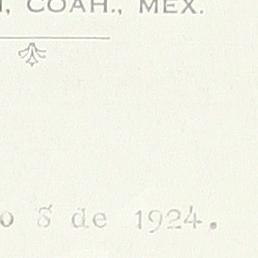 , COAH., MEX.
o 8 de 1924.